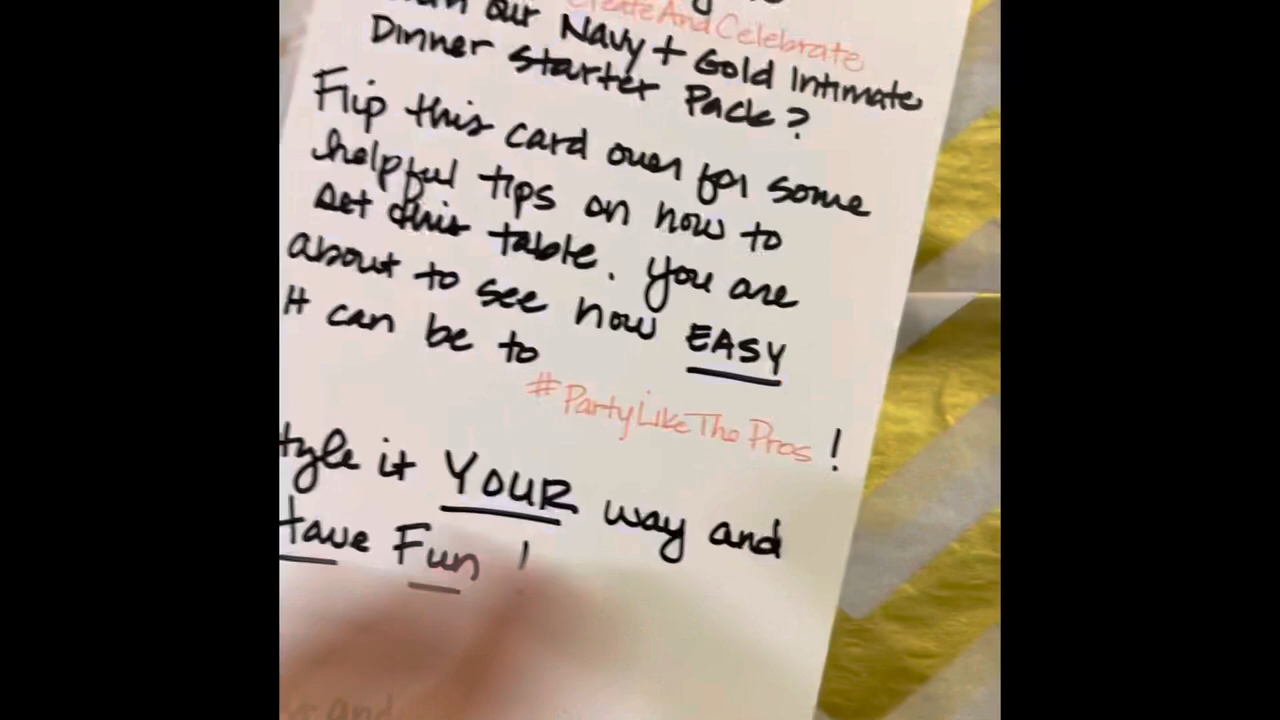 #CreateAndCelebrate
our Navy + Gold Intimate
Dinner Starter Pack?
Flip this card over for some
helpful tips on how to
set this table. You are
about to see how EASY
it can be to
#PartyLikeThePros!
style it YOUR way and
Have Fun!
and